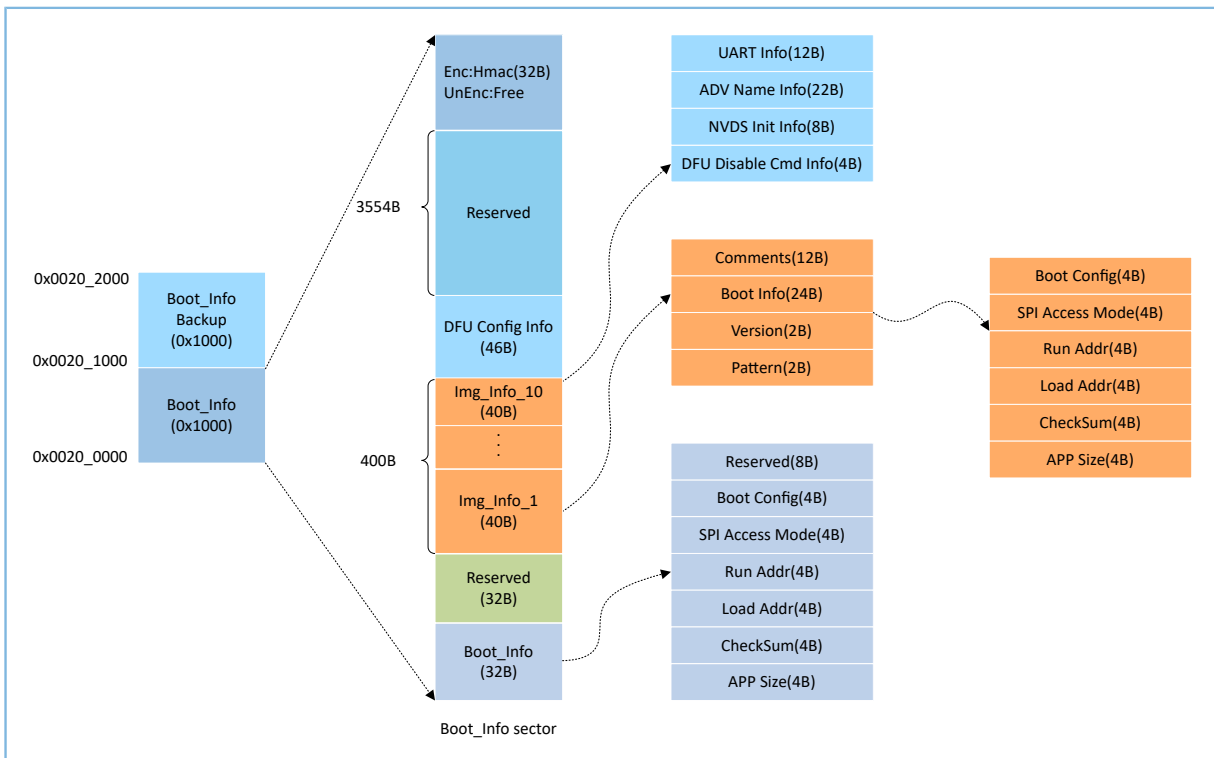 0x0020_2000
Boot_Info
Backup
(0x1000)
0x0020_1000
Boot_Info
(0x1000)
0x0020_0000
Enc:Hmac(32B)
UnEnc:Free
3554B
Reserved
DFU Config Info
(46B)
400B
Img_Info_10
(40B)
.
.
.
Img_Info_1
(40B)
Reserved
(32B)
Boot_Info
(32B)
Boot_Info sector
UART Info(12B)
ADV Name Info(22B)
NVDS Init Info(8B)
DFU Disable Cmd Info(4B)
Comments(12B)
Boot Info(24B)
Version(2B)
Pattern(2B)
Reserved(8B)
Boot Config(4B)
SPI Access Mode(4B)
Run Addr(4B)
Load Addr(4B)
CheckSum(4B)
APP Size(4B)
Boot Config(4B)
SPI Access Mode(4B)
Run Addr(4B)
Load Addr(4B)
CheckSum(4B)
APP Size(4B)